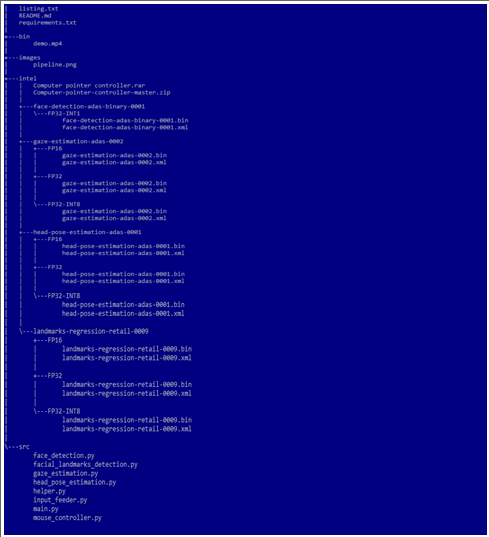 |   listing.txt
|   README.md
|   requirements.txt
|
+---bin
|       demo.mp4
|
+---images
|       pipeline.png
|
+---intel
|   |   Computer pointer controller.rar
|   |   Computer-pointer-controller-master.zip
|   |
|   +---face-detection-adas-binary-0001
|   |   \---FP32-INT1
|   |           face-detection-adas-binary-0001.bin
|   |           face-detection-adas-binary-0001.xml
|   |
|   +---gaze-estimation-adas-0002
|   |   +---FP16
|   |   |       gaze-estimation-adas-0002.bin
|   |   |       gaze-estimation-adas-0002.xml
|   |   |
|   |   +---FP32
|   |   |       gaze-estimation-adas-0002.bin
|   |   |       gaze-estimation-adas-0002.xml
|   |   |
|   |   \---FP32-INT8
|   |           gaze-estimation-adas-0002.bin
|   |           gaze-estimation-adas-0002.xml
|   |
|   +---head-pose-estimation-adas-0001
|   |   +---FP16
|   |   |       head-pose-estimation-adas-0001.bin
|   |   |       head-pose-estimation-adas-0001.xml
|   |   |
|   |   +---FP32
|   |   |       head-pose-estimation-adas-0001.bin
|   |   |       head-pose-estimation-adas-0001.xml
|   |   |
|   |   \---FP32-INT8
|   |           head-pose-estimation-adas-0001.bin
|   |           head-pose-estimation-adas-0001.xml
|   |
|   \---landmarks-regression-retail-0009
|       +---FP16
|       |       landmarks-regression-retail-0009.bin
|       |       landmarks-regression-retail-0009.xml
|       |
|       +---FP32
|       |       landmarks-regression-retail-0009.bin
|       |       landmarks-regression-retail-0009.xml
|       |
|       \---FP32-INT8
|               landmarks-regression-retail-0009.bin
|               landmarks-regression-retail-0009.xml
|
\---src
        face_detection.py
        facial_landmarks_detection.py
        gaze_estimation.py
        head_pose_estimation.py
        helper.py
        input_feeder.py
        main.py
        mouse_controller.py